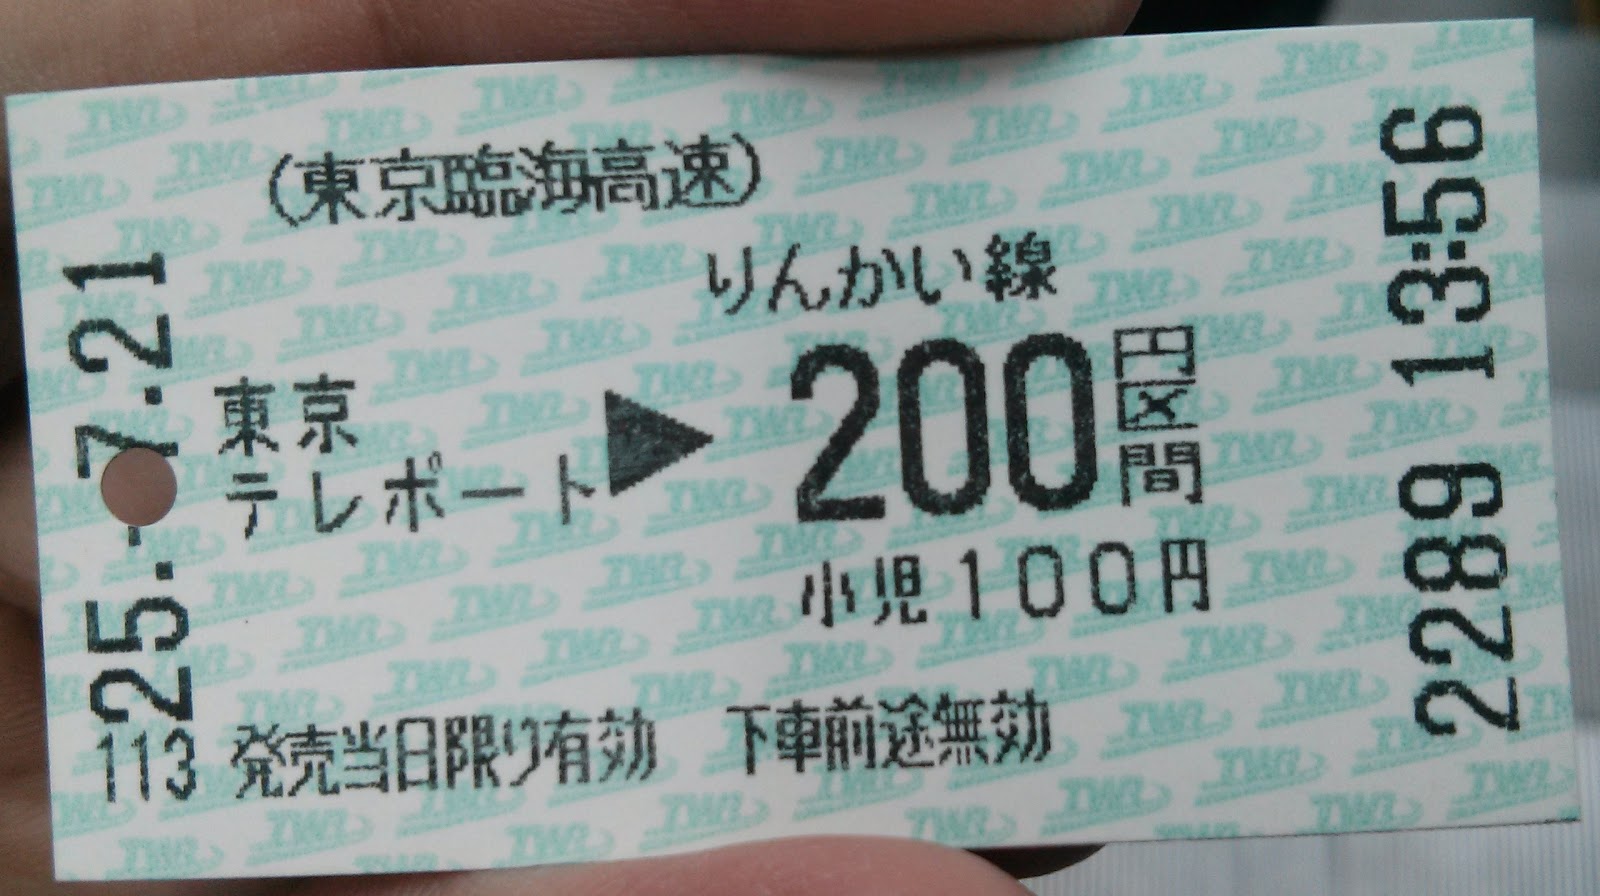 (東京臨海高速)
りんかい線
東京
テレポート▶200円区間
小児100円
発売当日限り有効 下車前途無効
25.-7.21
113
2289 13:56
TWR